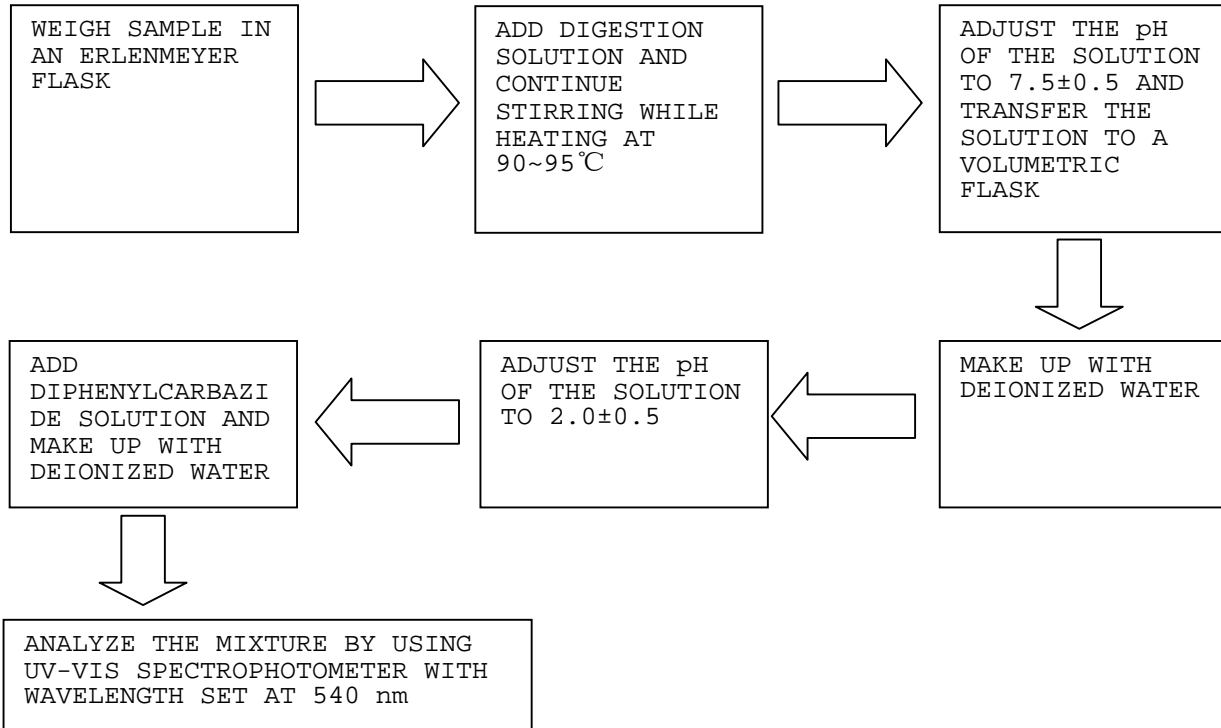 WEIGH SAMPLE IN
AN ERLENMEYER
FLASK
ADD DIGESTION
SOLUTION AND
CONTINUE
STIRRING WHILE
HEATING AT
90~95℃
ADJUST THE pH
OF THE SOLUTION
TO 7.5±0.5 AND
TRANSFER THE
SOLUTION TO A
VOLUMETRIC
FLASK
MAKE UP WITH
DEIONIZED WATER
ADJUST THE pH
OF THE SOLUTION
TO 2.0±0.5
ADD
DIPHENYLCARBAZI
DE SOLUTION AND
MAKE UP WITH
DEIONIZED WATER
ANALYZE THE MIXTURE BY USING
UV-VIS SPECTROPHOTOMETER WITH
WAVELENGTH SET AT 540 nm